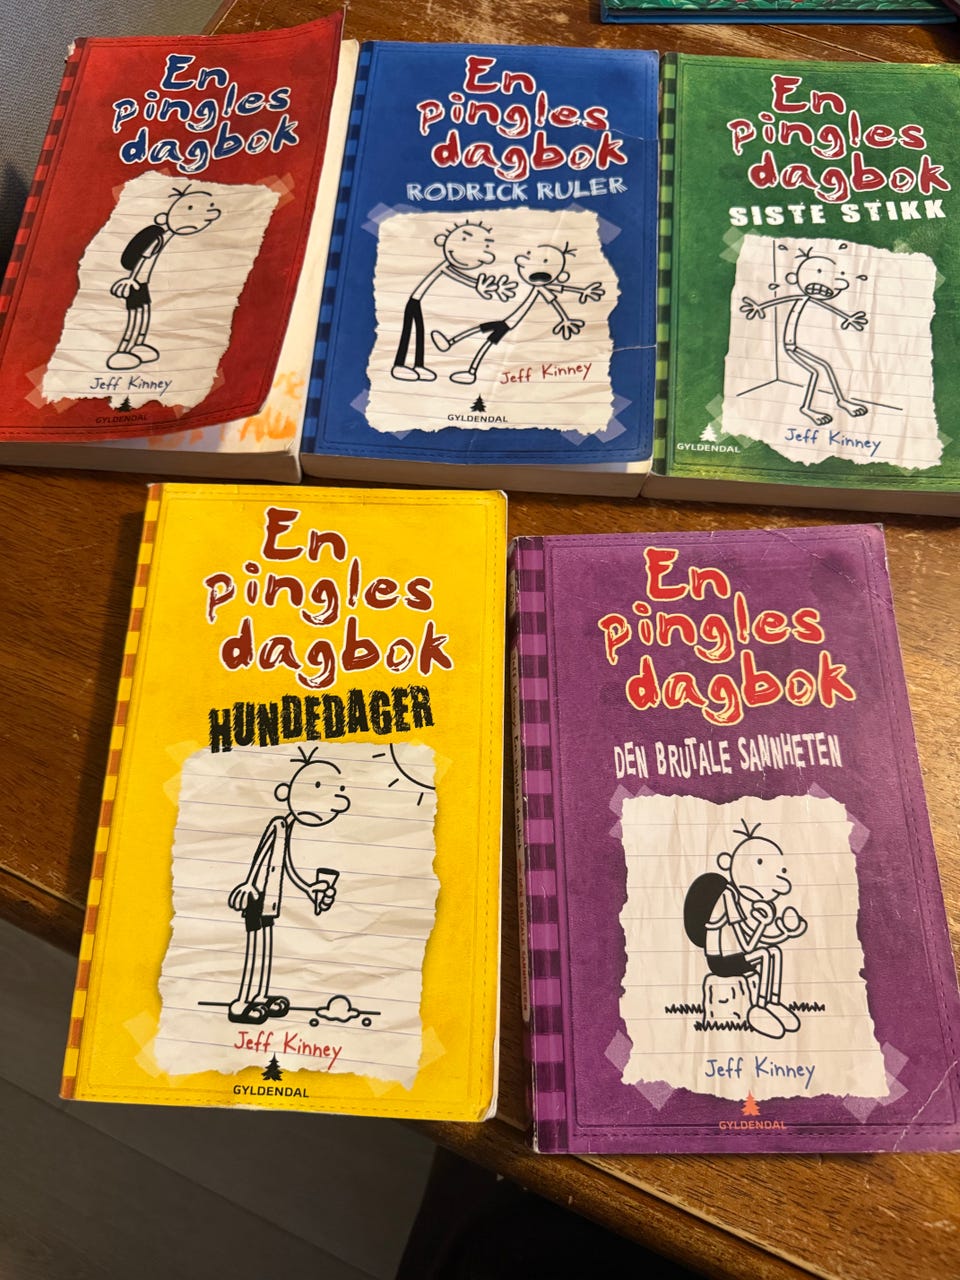 En
pingles
dagbok
Jeff Kinney
GYLDENDAL
En
pingles
dagbok
RODRICK RULER
Jeff Kinney
GYLDENDAL
En
pingles
dagbok
SISTE STIKK
GYLDENDAL
Jeff Kinney
En
pingles
dagbok
HUNDEDAGER
Jeff Kinney
GYLDENDAL
En
pingles
dagbok
DEN BRUTALE SANNHETEN
Jeff Kinney
GYLDENDAL